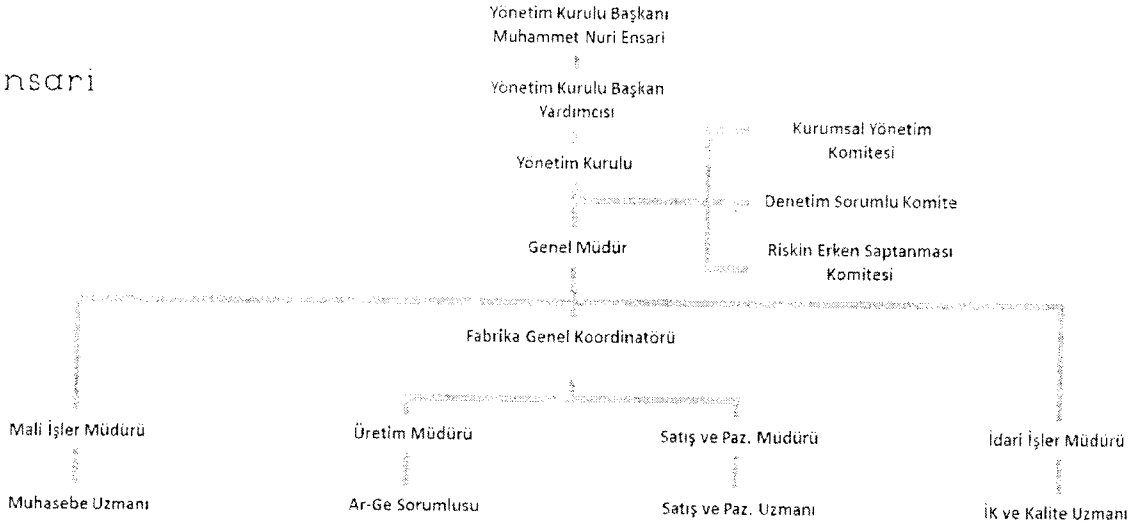 Yönetim Kurulu Başkanı
Muhammet Nuri Ensari
nsari
Yönetim Kurulu Başkan
Yardımcısı
Kurumsal Yönetim
Komitesi
Yönetim Kurulu
Denetim Sorumlu Komite
Genel Müdür
Riskin Erken Saptanması
Komitesi
Fabrika Genel Koordinatörü
Mali İşler Müdürü
Üretim Müdürü
Satış ve Paz. Müdürü
İdari İşler Müdürü
Muhasebe Uzmanı
Ar-Ge Sorumlusu
Satış ve Paz. Uzmanı
İK ve Kalite Uzmanı